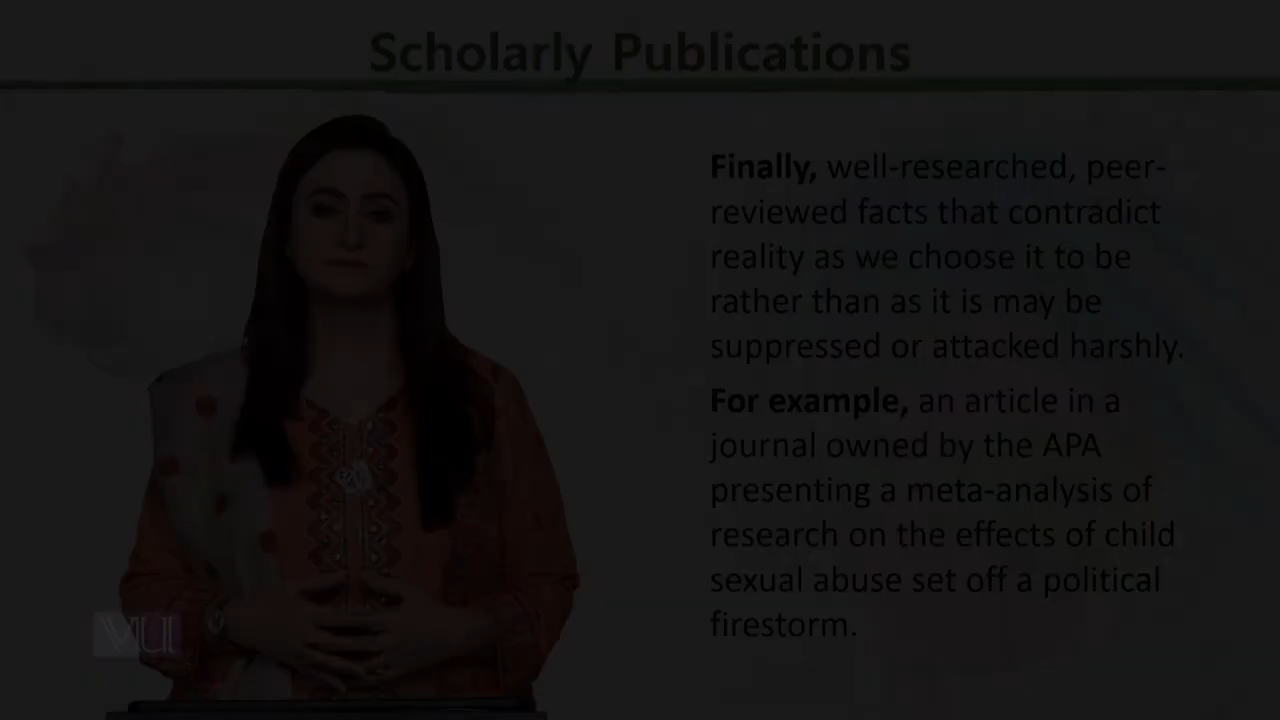 Scholarly Publications
Finally, well-researched, peer-
reviewed facts that contradict
reality as we choose it to be
rather than as it is may be
suppressed or attacked harshly.
For example, an article in a
journal owned by the APA
presenting a meta-analysis of
research on the effects of child
sexual abuse set off a political
firestorm.
VU